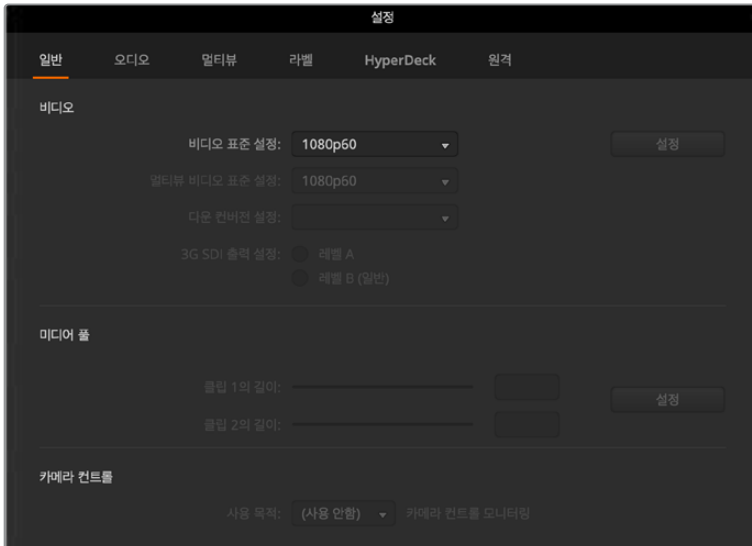 설정
일반 오디오 멀티뷰 라벨 HyperDeck 원격
비디오
비디오 표준 설정: 1080p60 설정
멀티뷰 비디오 표준 설정: 1080p60
다운 컨버전 설정:
3G SDI 출력 설정: 레벨 A
레벨 B (일반)
미디어 풀
클립 1의 길이:
설정
클립 2의 길이:
카메라 컨트롤
사용 목적: (사용 안함) 카메라 컨트롤 모니터링